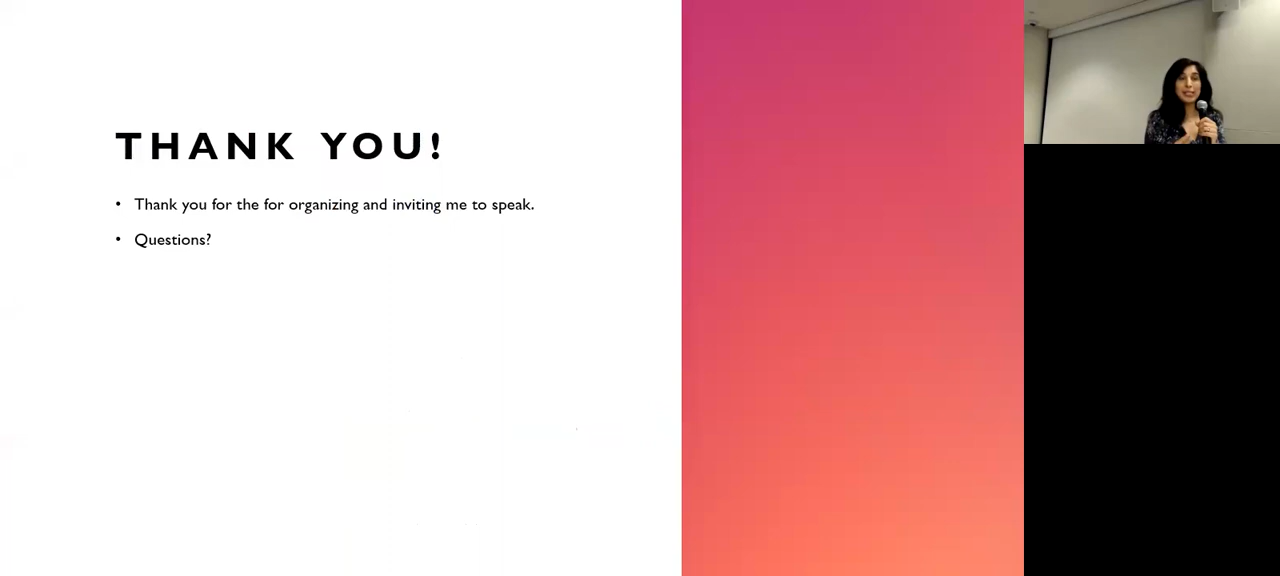 THANK YOU!
• Thank you for the for organizing and inviting me to speak.
• Questions?